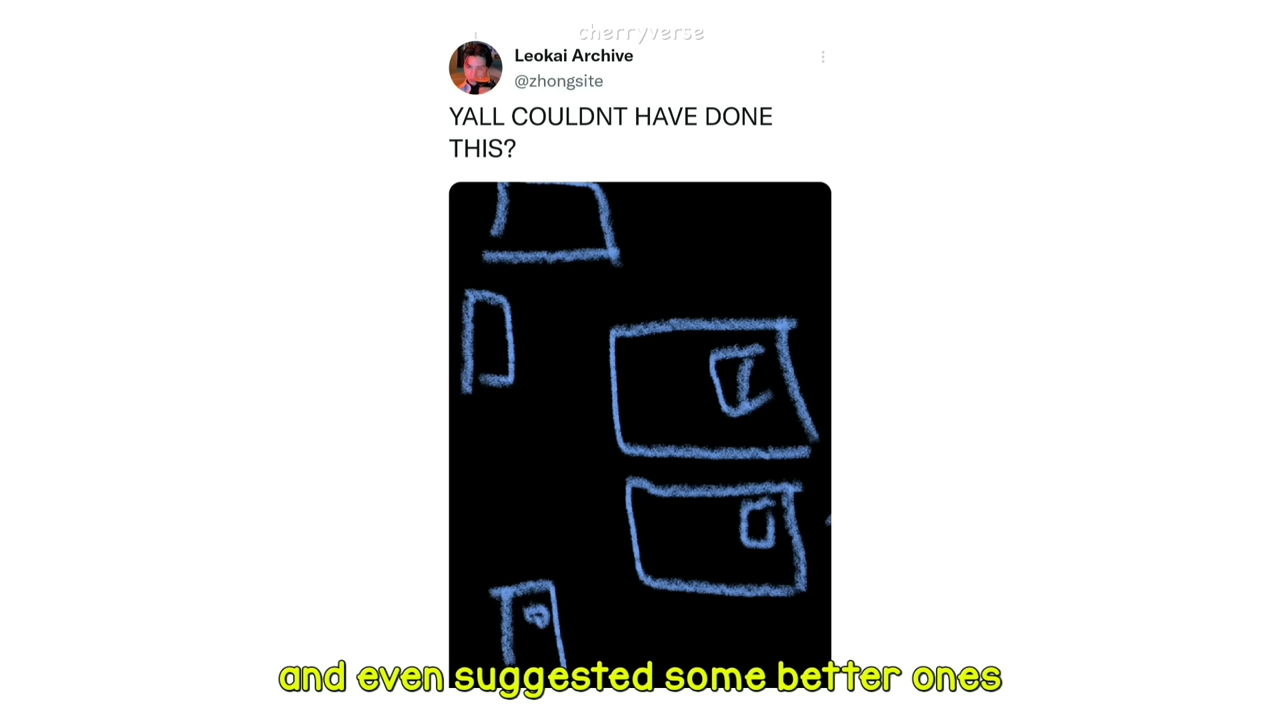 cherryverse
Leokai Archive
@zhongsite
YALL COULDNT HAVE DONE
THIS?
and even suggested some better ones